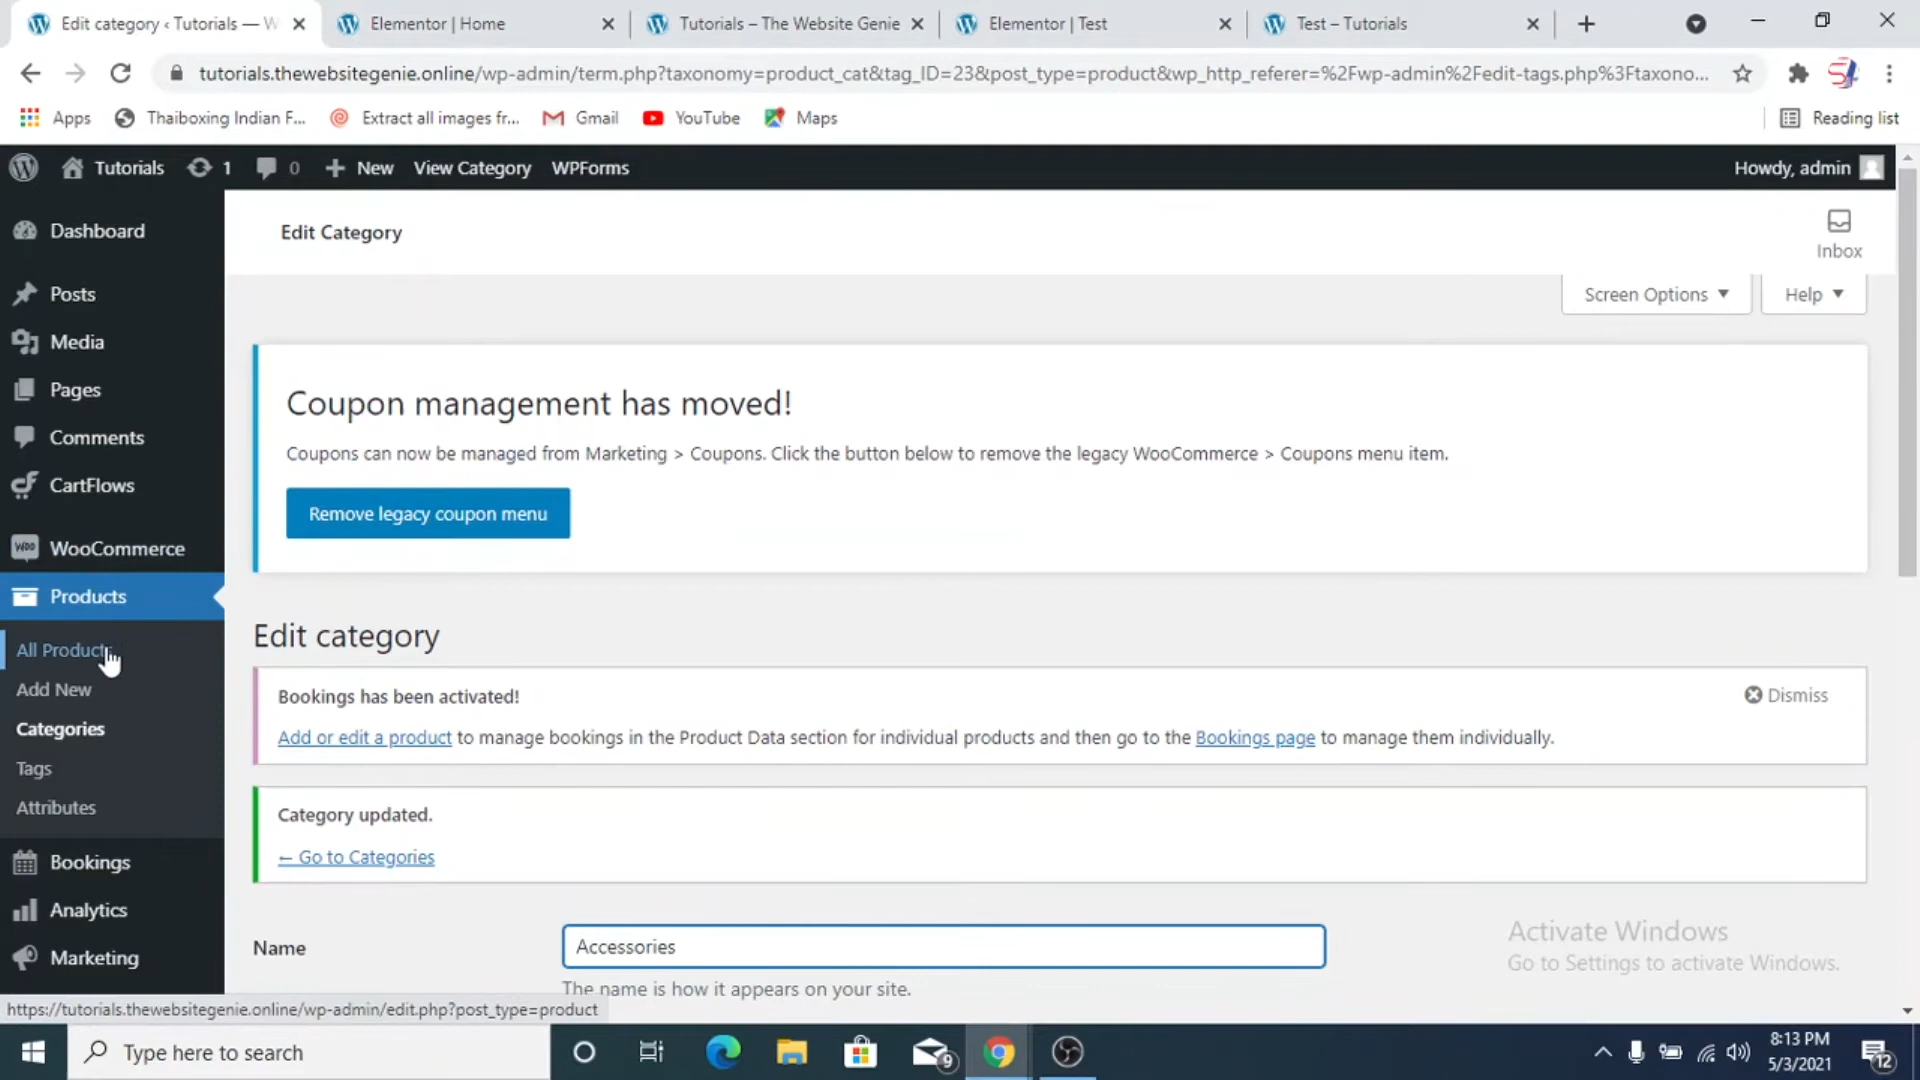 Edit category ‹ Tutorials — W
Elementor | Home
Tutorials – The Website Genie
Elementor | Test
Test – Tutorials
tutorials.thewebsitegenie.online/wp-admin/term.php?taxonomy=product_cat&tag_ID=23&post_type=product&wp_http_referer=%2Fwp-admin%2Fedit-tags.php%3Ftaxono...
Apps
Thaiboxing Indian F...
Extract all images fr...
Gmail
YouTube
Maps
Reading list
Tutorials
1
0
New
View Category
WPForms
Howdy, admin
Dashboard
Posts
Media
Pages
Comments
CartFlows
WooCommerce
Products
All Products
Add New
Categories
Tags
Attributes
Bookings
Analytics
Marketing
Edit Category
Inbox
Screen Options
Help
Coupon management has moved!
Coupons can now be managed from Marketing > Coupons. Click the button below to remove the legacy WooCommerce > Coupons menu item.
Remove legacy coupon menu
Edit category
Bookings has been activated!
Dismiss
Add or edit a product to manage bookings in the Product Data section for individual products and then go to the Bookings page to manage them individually.
Category updated.
← Go to Categories
Name
Accessories
The name is how it appears on your site.
Activate Windows
Go to Settings to activate Windows.
https://tutorials.thewebsitegenie.online/wp-admin/edit.php?post_type=product
Type here to search
9
8:13 PM
5/3/2021
12